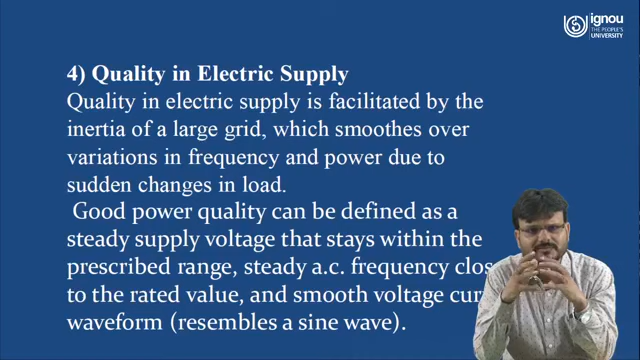 ignou
THE PEOPLE'S
UNIVERSITY
4) Quality in Electric Supply
Quality in electric supply is facilitated by the
inertia of a large grid, which smoothes over
variations in frequency and power due to
sudden changes in load.
Good power quality can be defined as a
steady supply voltage that stays within the
prescribed range, steady a.c. frequency clos
to the rated value, and smooth voltage cur
waveform (resembles a sine wave).